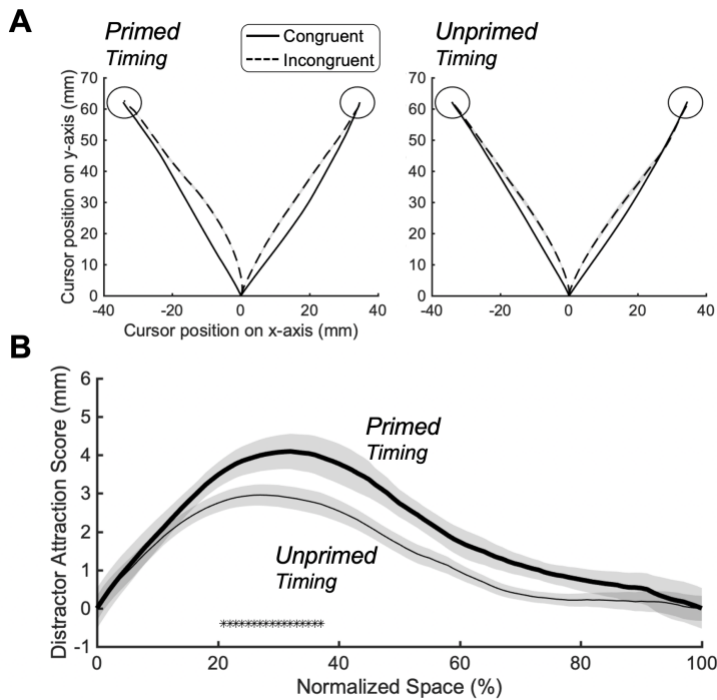 A
Primed
Timing
Congruent
Incongruent
Unprimed
Timing
Cursor position on y-axis (mm)
70
60
50
40
30
20
10
0
-40
-20
0
20
40
70
60
50
40
30
20
10
0
-40
-20
0
20
40
Cursor position on x-axis (mm)
B
Distractor Attraction Score (mm)
6
5
4
3
2
1
0
-1
Primed
Timing
Unprimed
Timing
0
20
40
60
80
100
Normalized Space (%)